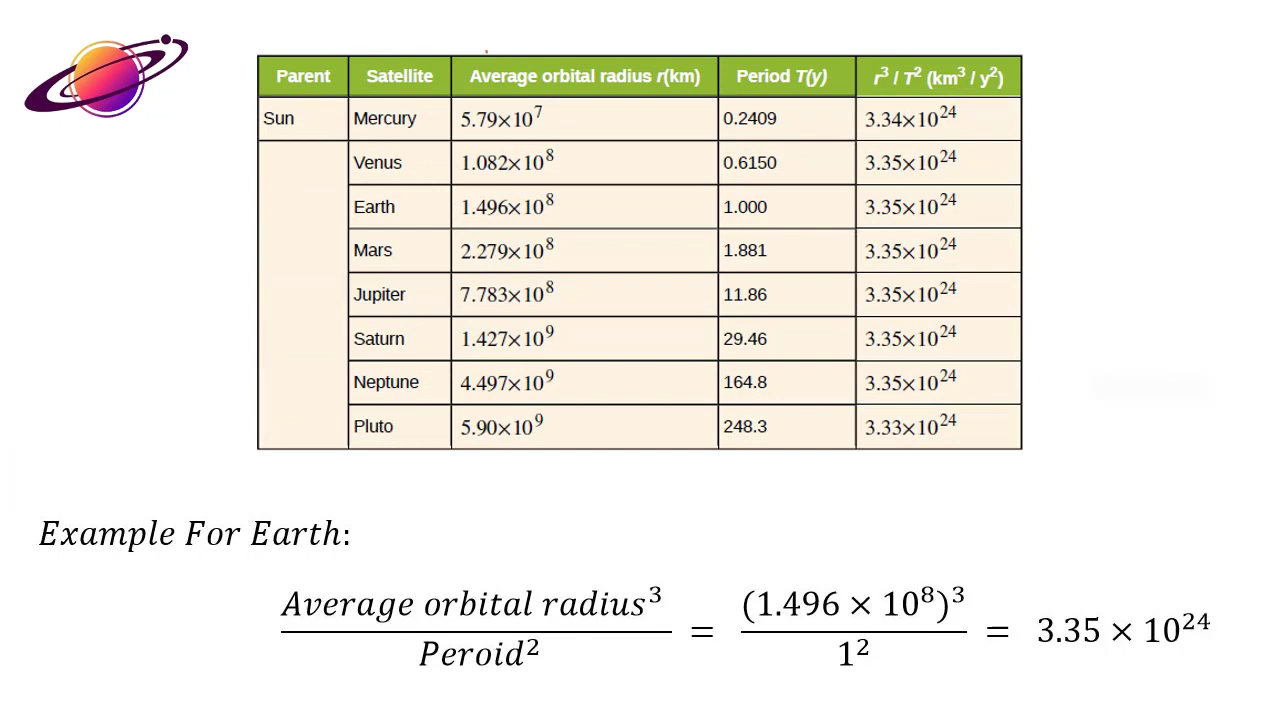 Parent Satellite Average orbital radius r(km) Period T(y) r³ / T² (km³ / y²)
Sun Mercury 5.79×10⁷ 0.2409 3.34×10²⁴
Venus 1.082×10⁸ 0.6150 3.35×10²⁴
Earth 1.496×10⁸ 1.000 3.35×10²⁴
Mars 2.279×10⁸ 1.881 3.35×10²⁴
Jupiter 7.783×10⁸ 11.86 3.35×10²⁴
Saturn 1.427×10⁹ 29.46 3.35×10²⁴
Neptune 4.497×10⁹ 164.8 3.35×10²⁴
Pluto 5.90×10⁹ 248.3 3.33×10²⁴
Example For Earth:
Average orbital radius³ / Peroid² = (1.496 × 10⁸)³ / 1² = 3.35 × 10²⁴